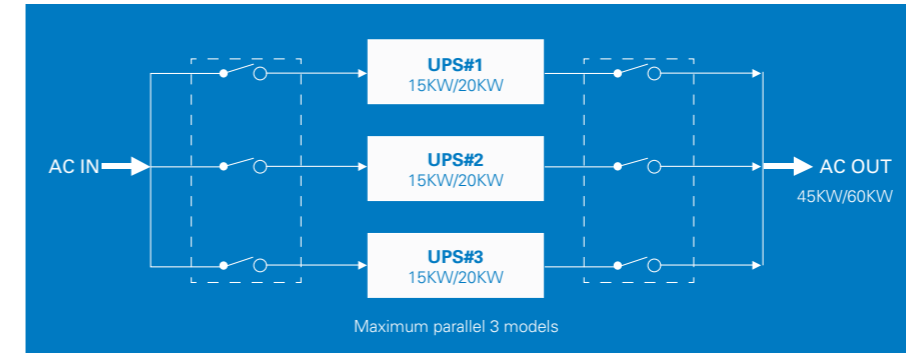 UPS#1
15KW/20KW
AC IN
UPS#2
15KW/20KW
AC OUT
45KW/60KW
UPS#3
15KW/20KW
Maximum parallel 3 models